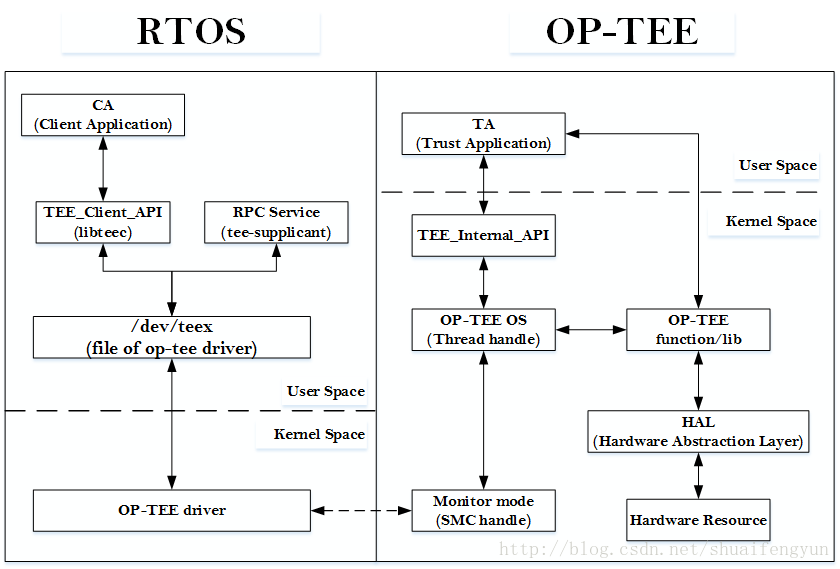 RTOS
OP-TEE
CA
(Client Application)
TEE_Client_API
(libteec)
RPC Service
(tee-supplicant)
/dev/teex
(file of op-tee driver)
User Space
Kernel Space
OP-TEE driver
TA
(Trust Application)
User Space
Kernel Space
TEE_Internal_API
OP-TEE OS
(Thread handle)
OP-TEE
function/lib
HAL
(Hardware Abstraction Layer)
Monitor mode
(SMC handle)
Hardware Resource
http://blog.csdn.net/shuaifengyun